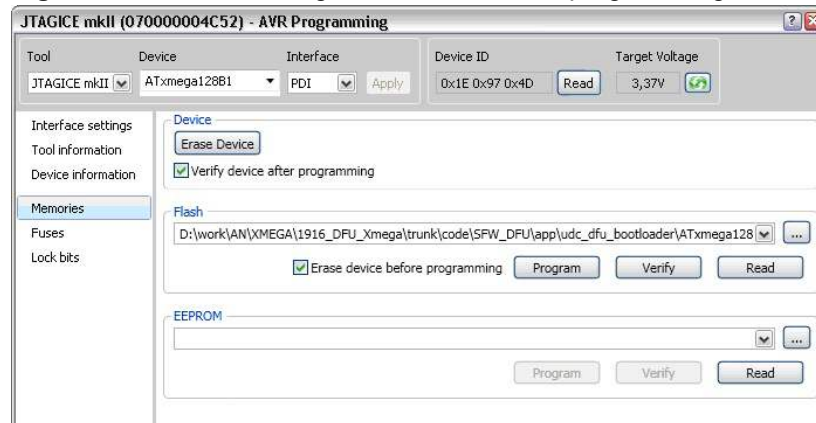 JTAGICE mkII (070000004C52) - AVR Programming
Tool Device Interface Device ID Target Voltage
JTAGICE mkII ATxmega128B1 PDI Apply 0x1E 0x97 0x4D Read 3,37V
Interface settings
Tool information
Device information
Memories
Fuses
Lock bits
Device
Erase Device
Verify device after programming
Flash
D:\work\AN\XMEGA\1916_DFU_Xmega\trunk\code\SFW_DFU\app\udc_dfu_bootloader\ATxmega128 ...
Erase device before programming Program Verify Read
EEPROM
...
Program Verify Read